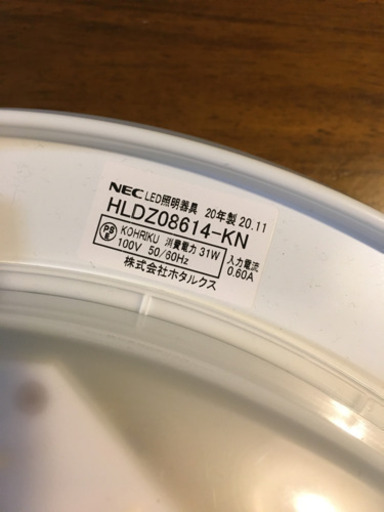 NEC LED照明器具 20年製 20.11
HLDZ08614-KN
PS E KOHRIKU 消費電力 31W 入力電流
100V 50/60Hz 0.60A
株式会社ホタルクス